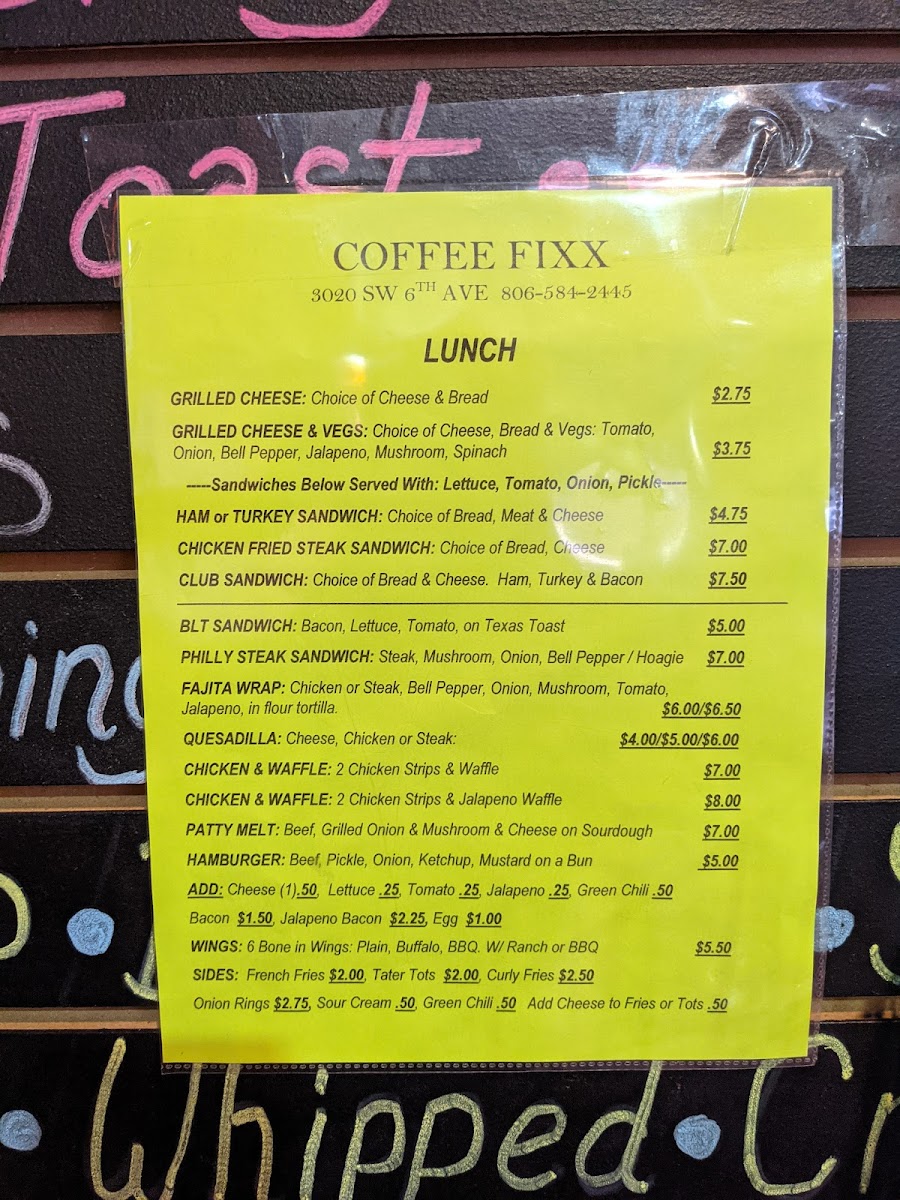 Toast
COFFEE FIXX
3020 SW 6TH AVE 806-584-2445
LUNCH
GRILLED CHEESE: Choice of Cheese & Bread $2.75
GRILLED CHEESE & VEGS: Choice of Cheese, Bread & Vegs: Tomato,
Onion, Bell Pepper, Jalapeno, Mushroom, Spinach $3.75
-----Sandwiches Below Served With: Lettuce, Tomato, Onion, Pickle-----
HAM or TURKEY SANDWICH: Choice of Bread, Meat & Cheese $4.75
CHICKEN FRIED STEAK SANDWICH: Choice of Bread, Cheese $7.00
CLUB SANDWICH: Choice of Bread & Cheese. Ham, Turkey & Bacon $7.50
BLT SANDWICH: Bacon, Lettuce, Tomato, on Texas Toast $5.00
PHILLY STEAK SANDWICH: Steak, Mushroom, Onion, Bell Pepper / Hoagie $7.00
FAJITA WRAP: Chicken or Steak, Bell Pepper, Onion, Mushroom, Tomato,
Jalapeno, in flour tortilla. $6.00/$6.50
QUESADILLA: Cheese, Chicken or Steak: $4.00/$5.00/$6.00
CHICKEN & WAFFLE: 2 Chicken Strips & Waffle $7.00
CHICKEN & WAFFLE: 2 Chicken Strips & Jalapeno Waffle $8.00
PATTY MELT: Beef, Grilled Onion & Mushroom & Cheese on Sourdough $7.00
HAMBURGER: Beef, Pickle, Onion, Ketchup, Mustard on a Bun $5.00
ADD: Cheese (1).50, Lettuce .25, Tomato .25, Jalapeno .25, Green Chili .50
Bacon $1.50, Jalapeno Bacon $2.25, Egg $1.00
WINGS: 6 Bone in Wings: Plain, Buffalo, BBQ. W/ Ranch or BBQ $5.50
SIDES: French Fries $2.00, Tater Tots $2.00, Curly Fries $2.50
Onion Rings $2.75, Sour Cream .50, Green Chili .50 Add Cheese to Fries or Tots .50
Whipped Cr